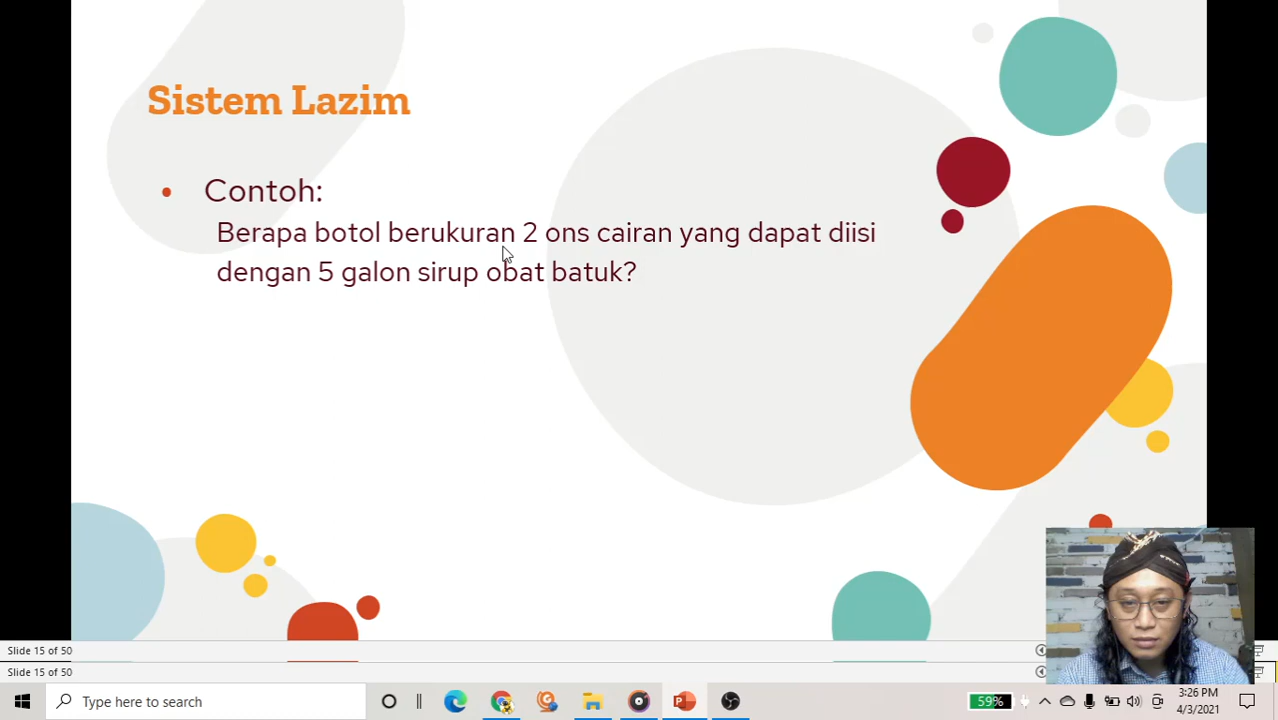 Sistem Lazim
• Contoh:
Berapa botol berukuran 2 ons cairan yang dapat diisi
dengan 5 galon sirup obat batuk?
Slide 15 of 50
Slide 15 of 50
Type here to search
59%
3:26 PM
4/3/2021